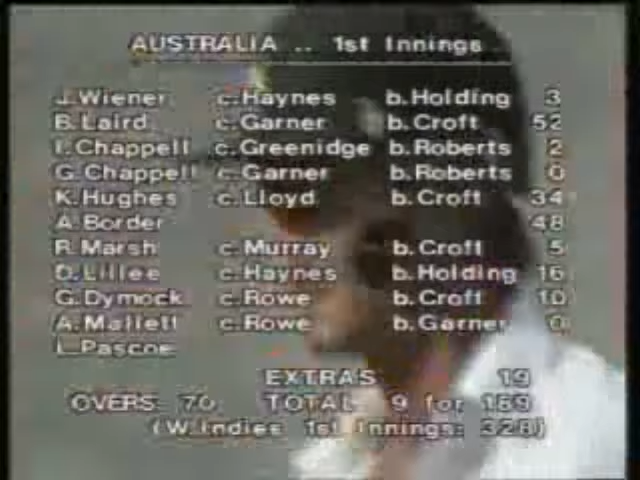 AUSTRALIA .. 1st Innings
J.Wiener c.Haynes b.Holding 3
B.Laird c.Garner b.Croft 52
I.Chappell c.Greenidge b.Roberts 2
G.Chappell c.Garner b.Roberts 0
K.Hughes c.Lloyd b.Croft 34
A.Border 48
R.Marsh c.Murray b.Croft 5
D.Lillee c.Haynes b.Holding 16
G.Dymock c.Rowe b.Croft 10
A.Mallett c.Rowe b.Garner 0
L.Pascoe
EXTRAS 19
OVERS 70 TOTAL 9 for 189
(W.Indies 1st Innings: 328)